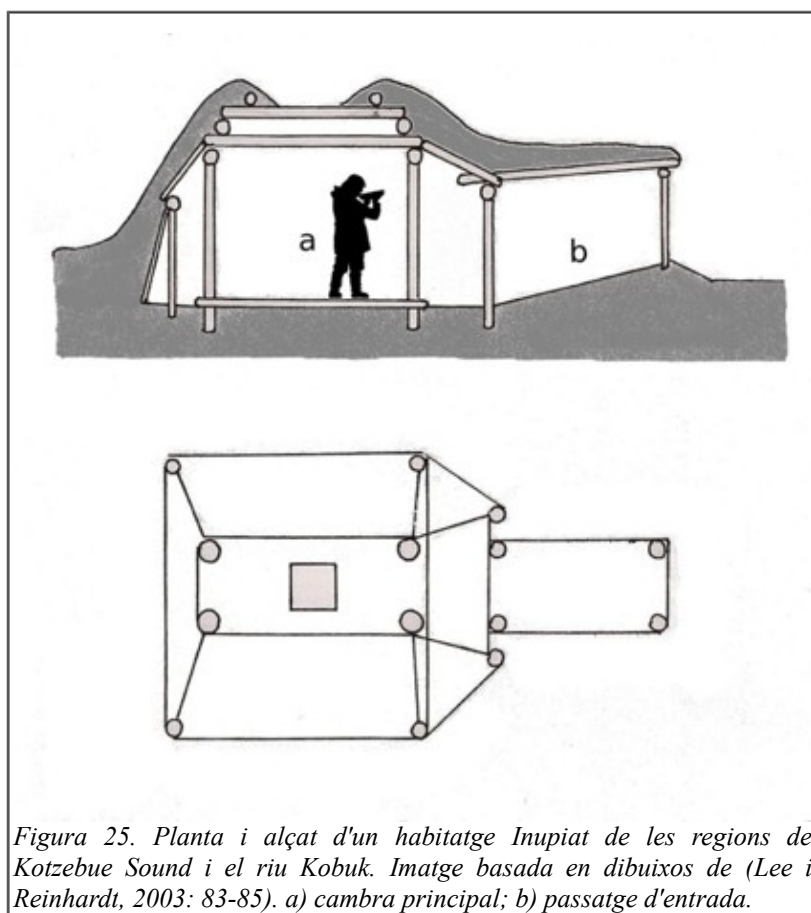 a
b
Figura 25. Planta i alçat d'un habitatge Inupiat de les regions de
Kotzebue Sound i el riu Kobuk. Imatge basada en dibuixos de (Lee i
Reinhardt, 2003: 83-85). a) cambra principal; b) passatge d'entrada.